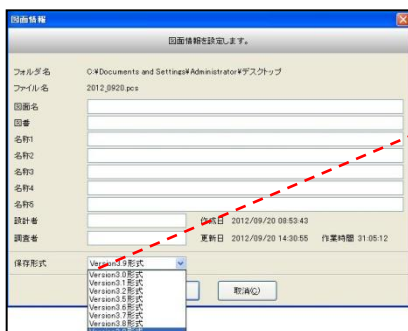 図面情報
図面情報を設定します。
フォルダ名 C:¥Documents and Settings¥Administrator¥デスクトップ
ファイル名 2012_0920.pcs
図面名
図番
名称1
名称2
名称3
名称4
名称5
設計者 作成日 2012/09/20 08:53:43
調査者 更新日 2012/09/20 14:30:55 作業時間 31:05:12
保存形式 Version3.9形式
Version3.0形式
Version3.1形式
Version3.2形式
Version3.5形式
Version3.6形式
Version3.7形式
Version3.8形式
取消(C)